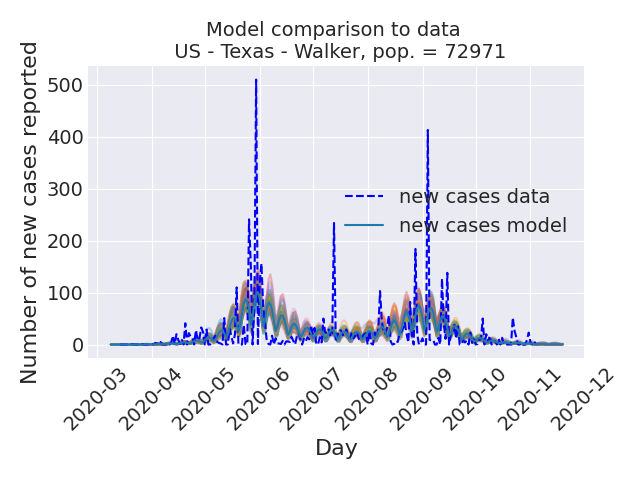 Model comparison to data
US - Texas - Walker, pop. = 72971
Number of new cases reported
500
400
300
200
100
0
new cases data
new cases model
2020-03
2020-04
2020-05
2020-06
2020-07
2020-08
2020-09
2020-10
2020-11
2020-12
Day